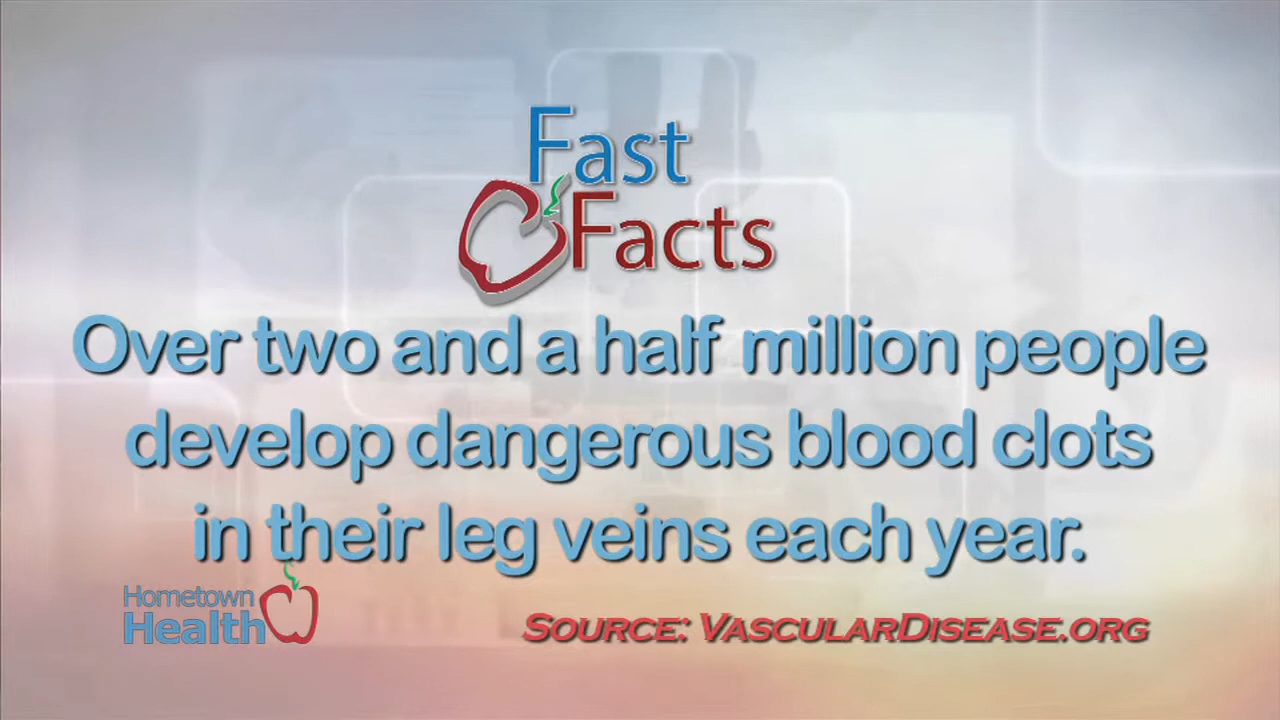 Fast
Facts
Over two and a half million people
develop dangerous blood clots
in their leg veins each year.
Hometown
Health
Source: VascularDisease.org